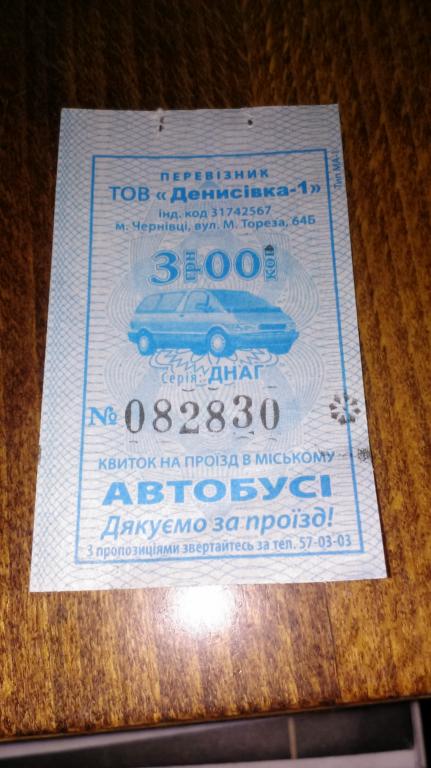 ПЕРЕВІЗНИК
ТОВ «Денисівка-1»
Інд. код 31742567
м. Чернівці, вул. М. Тореза, 64Б
3 грн 00 коп
Серія: ДНАГ
№ 082830
КВИТОК НА ПРОЇЗД В МІСЬКОМУ
АВТОБУСІ
Дякуємо за проїзд!
З пропозиціями звертайтесь за тел. 57-03-03